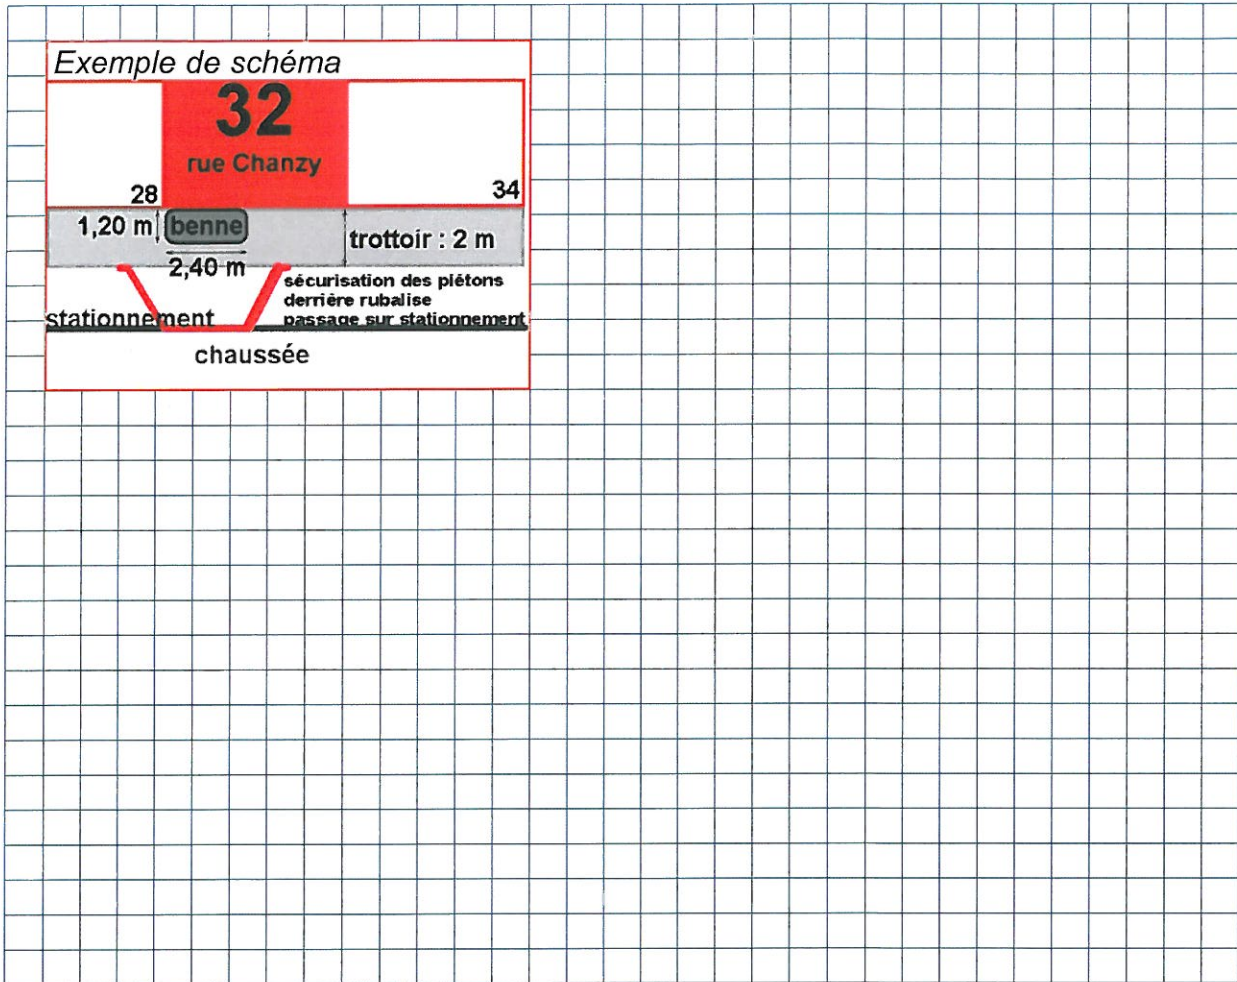 Exemple de schéma
32
rue Chanzy
28
34
1,20 m
benne
trottoir : 2 m
2,40 m
sécurisation des piétons
derrière rubalise
passage sur stationnement
stationnement
chaussée